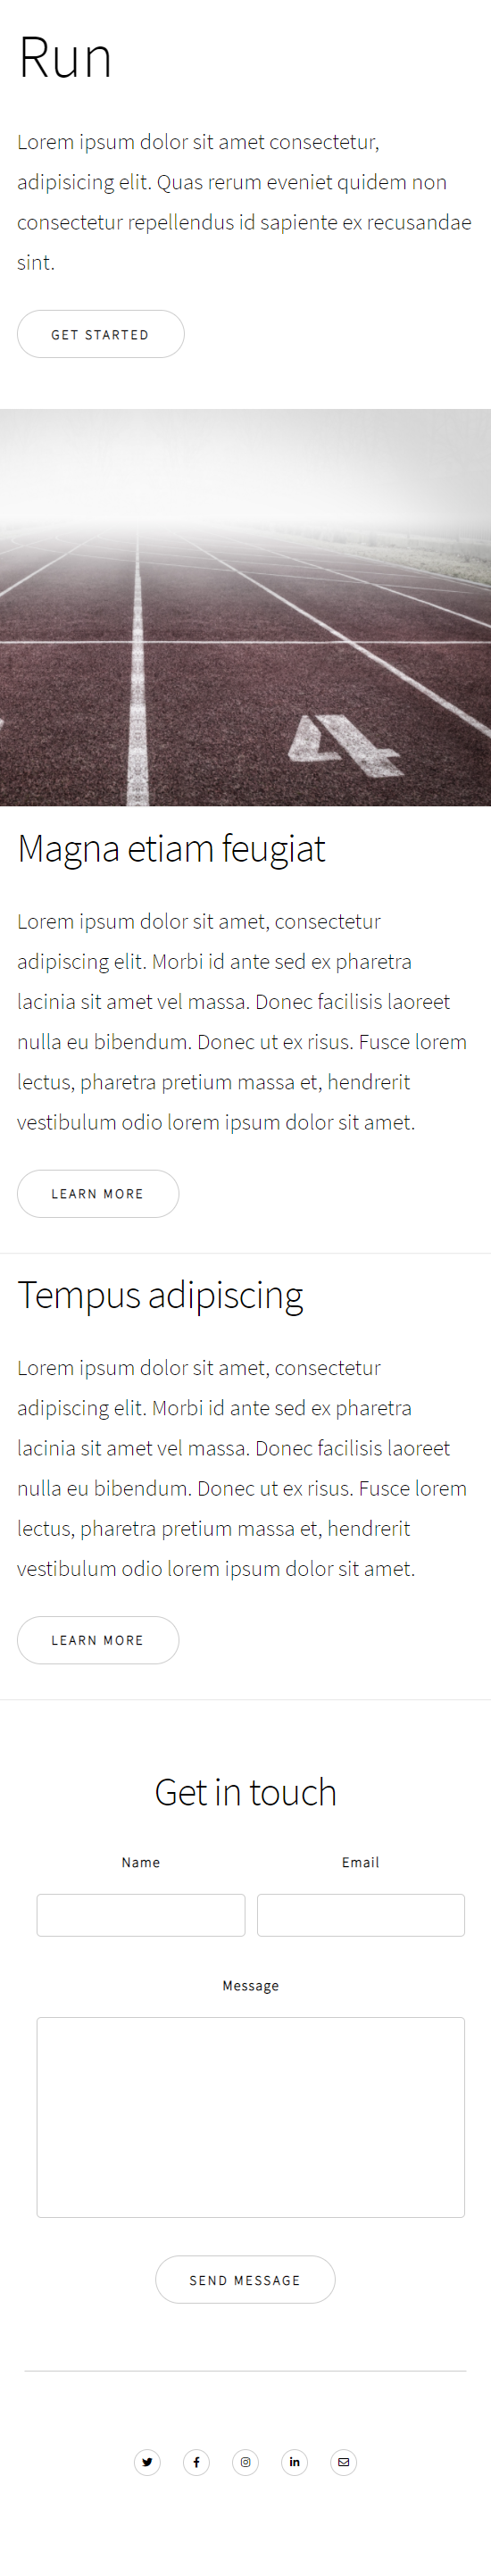 Run
Lorem ipsum dolor sit amet consectetur,
adipisicing elit. Quas rerum eveniet quidem non
consectetur repellendus id sapiente ex recusandae
sint.
GET STARTED
4
Magna etiam feugiat
Lorem ipsum dolor sit amet, consectetur
adipiscing elit. Morbi id ante sed ex pharetra
lacinia sit amet vel massa. Donec facilisis laoreet
nulla eu bibendum. Donec ut ex risus. Fusce lorem
lectus, pharetra pretium massa et, hendrerit
vestibulum odio lorem ipsum dolor sit amet.
LEARN MORE
Tempus adipiscing
Lorem ipsum dolor sit amet, consectetur
adipiscing elit. Morbi id ante sed ex pharetra
lacinia sit amet vel massa. Donec facilisis laoreet
nulla eu bibendum. Donec ut ex risus. Fusce lorem
lectus, pharetra pretium massa et, hendrerit
vestibulum odio lorem ipsum dolor sit amet.
LEARN MORE
Get in touch
Name Email
Message
SEND MESSAGE